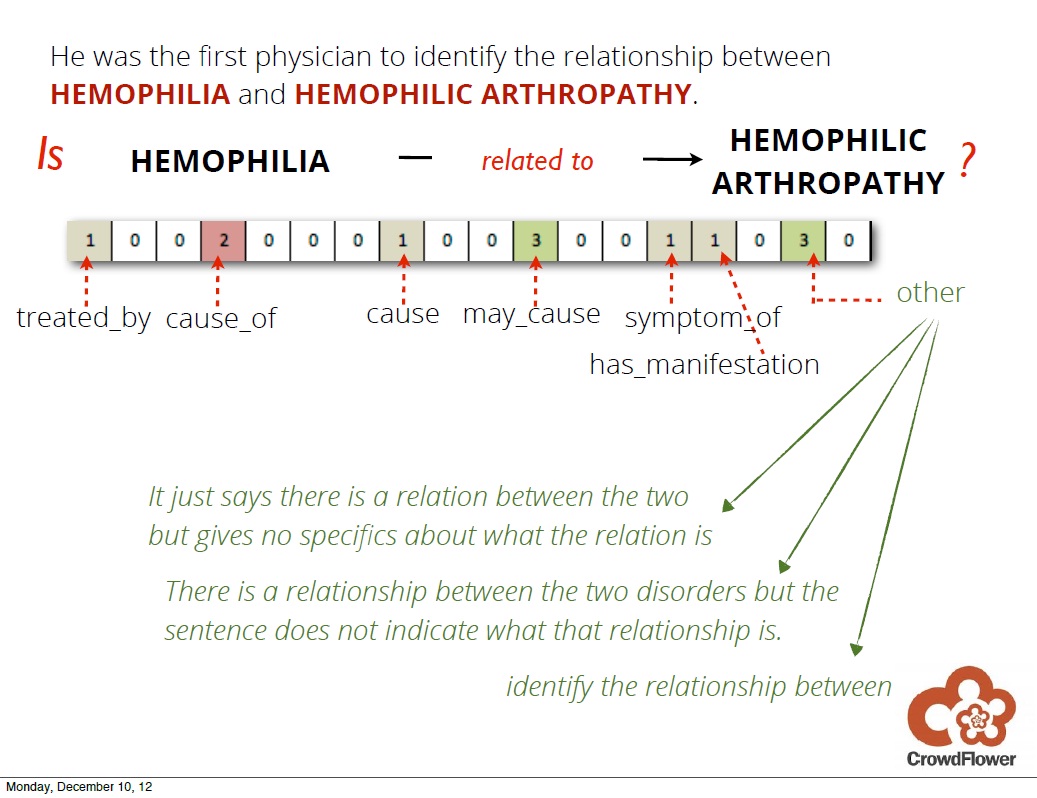 He was the first physician to identify the relationship between
HEMOPHILIA and HEMOPHILIC ARTHROPATHY.
Is HEMOPHILIA — related to → HEMOPHILIC ARTHROPATHY ?
1 0 0 2 0 0 0 1 0 0 3 0 0 1 1 0 3 0
other
treated_by cause_of cause may_cause symptom_of
has_manifestation
It just says there is a relation between the two
but gives no specifics about what the relation is
There is a relationship between the two disorders but the
sentence does not indicate what that relationship is.
identify the relationship between
CrowdFlower
Monday, December 10, 12